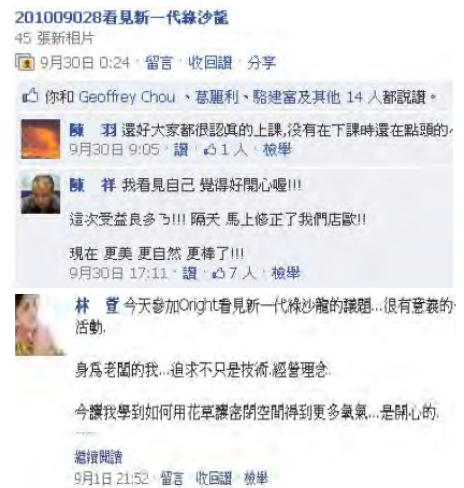 201009028看見新一代綠沙龍
45 張新相片
9月30日 0:24 · 留言 · 收回讚 · 分享
你和 Geoffrey Chou 、葛麗利、駱建富及其他 14 人都說讚。
陳 羽 還好大家都很認真的上課,沒有在下課時還在點頭的
9月30日 9:05 · 讚 · 1 人 · 檢舉
陳 祥 我看見自己 覺得好開心喔!!!
這次受益良多ㄋ!!! 隔天 馬上修正了我們店歐!!
現在 更美 更自然 更棒了!!!
9月30日 17:11 · 讚 · 7 人 · 檢舉
林 萱 今天參加Oright看見新一代綠沙龍的議題...很有意義的
活動.
身爲老闆的我...追求不只是技術.經營理念.
今讓我學到如何用花草讓密閉空間得到更多氧氣...是開心的.
......
繼續閱讀
9月1日 21:52 · 留言 · 收回讚 · 檢舉